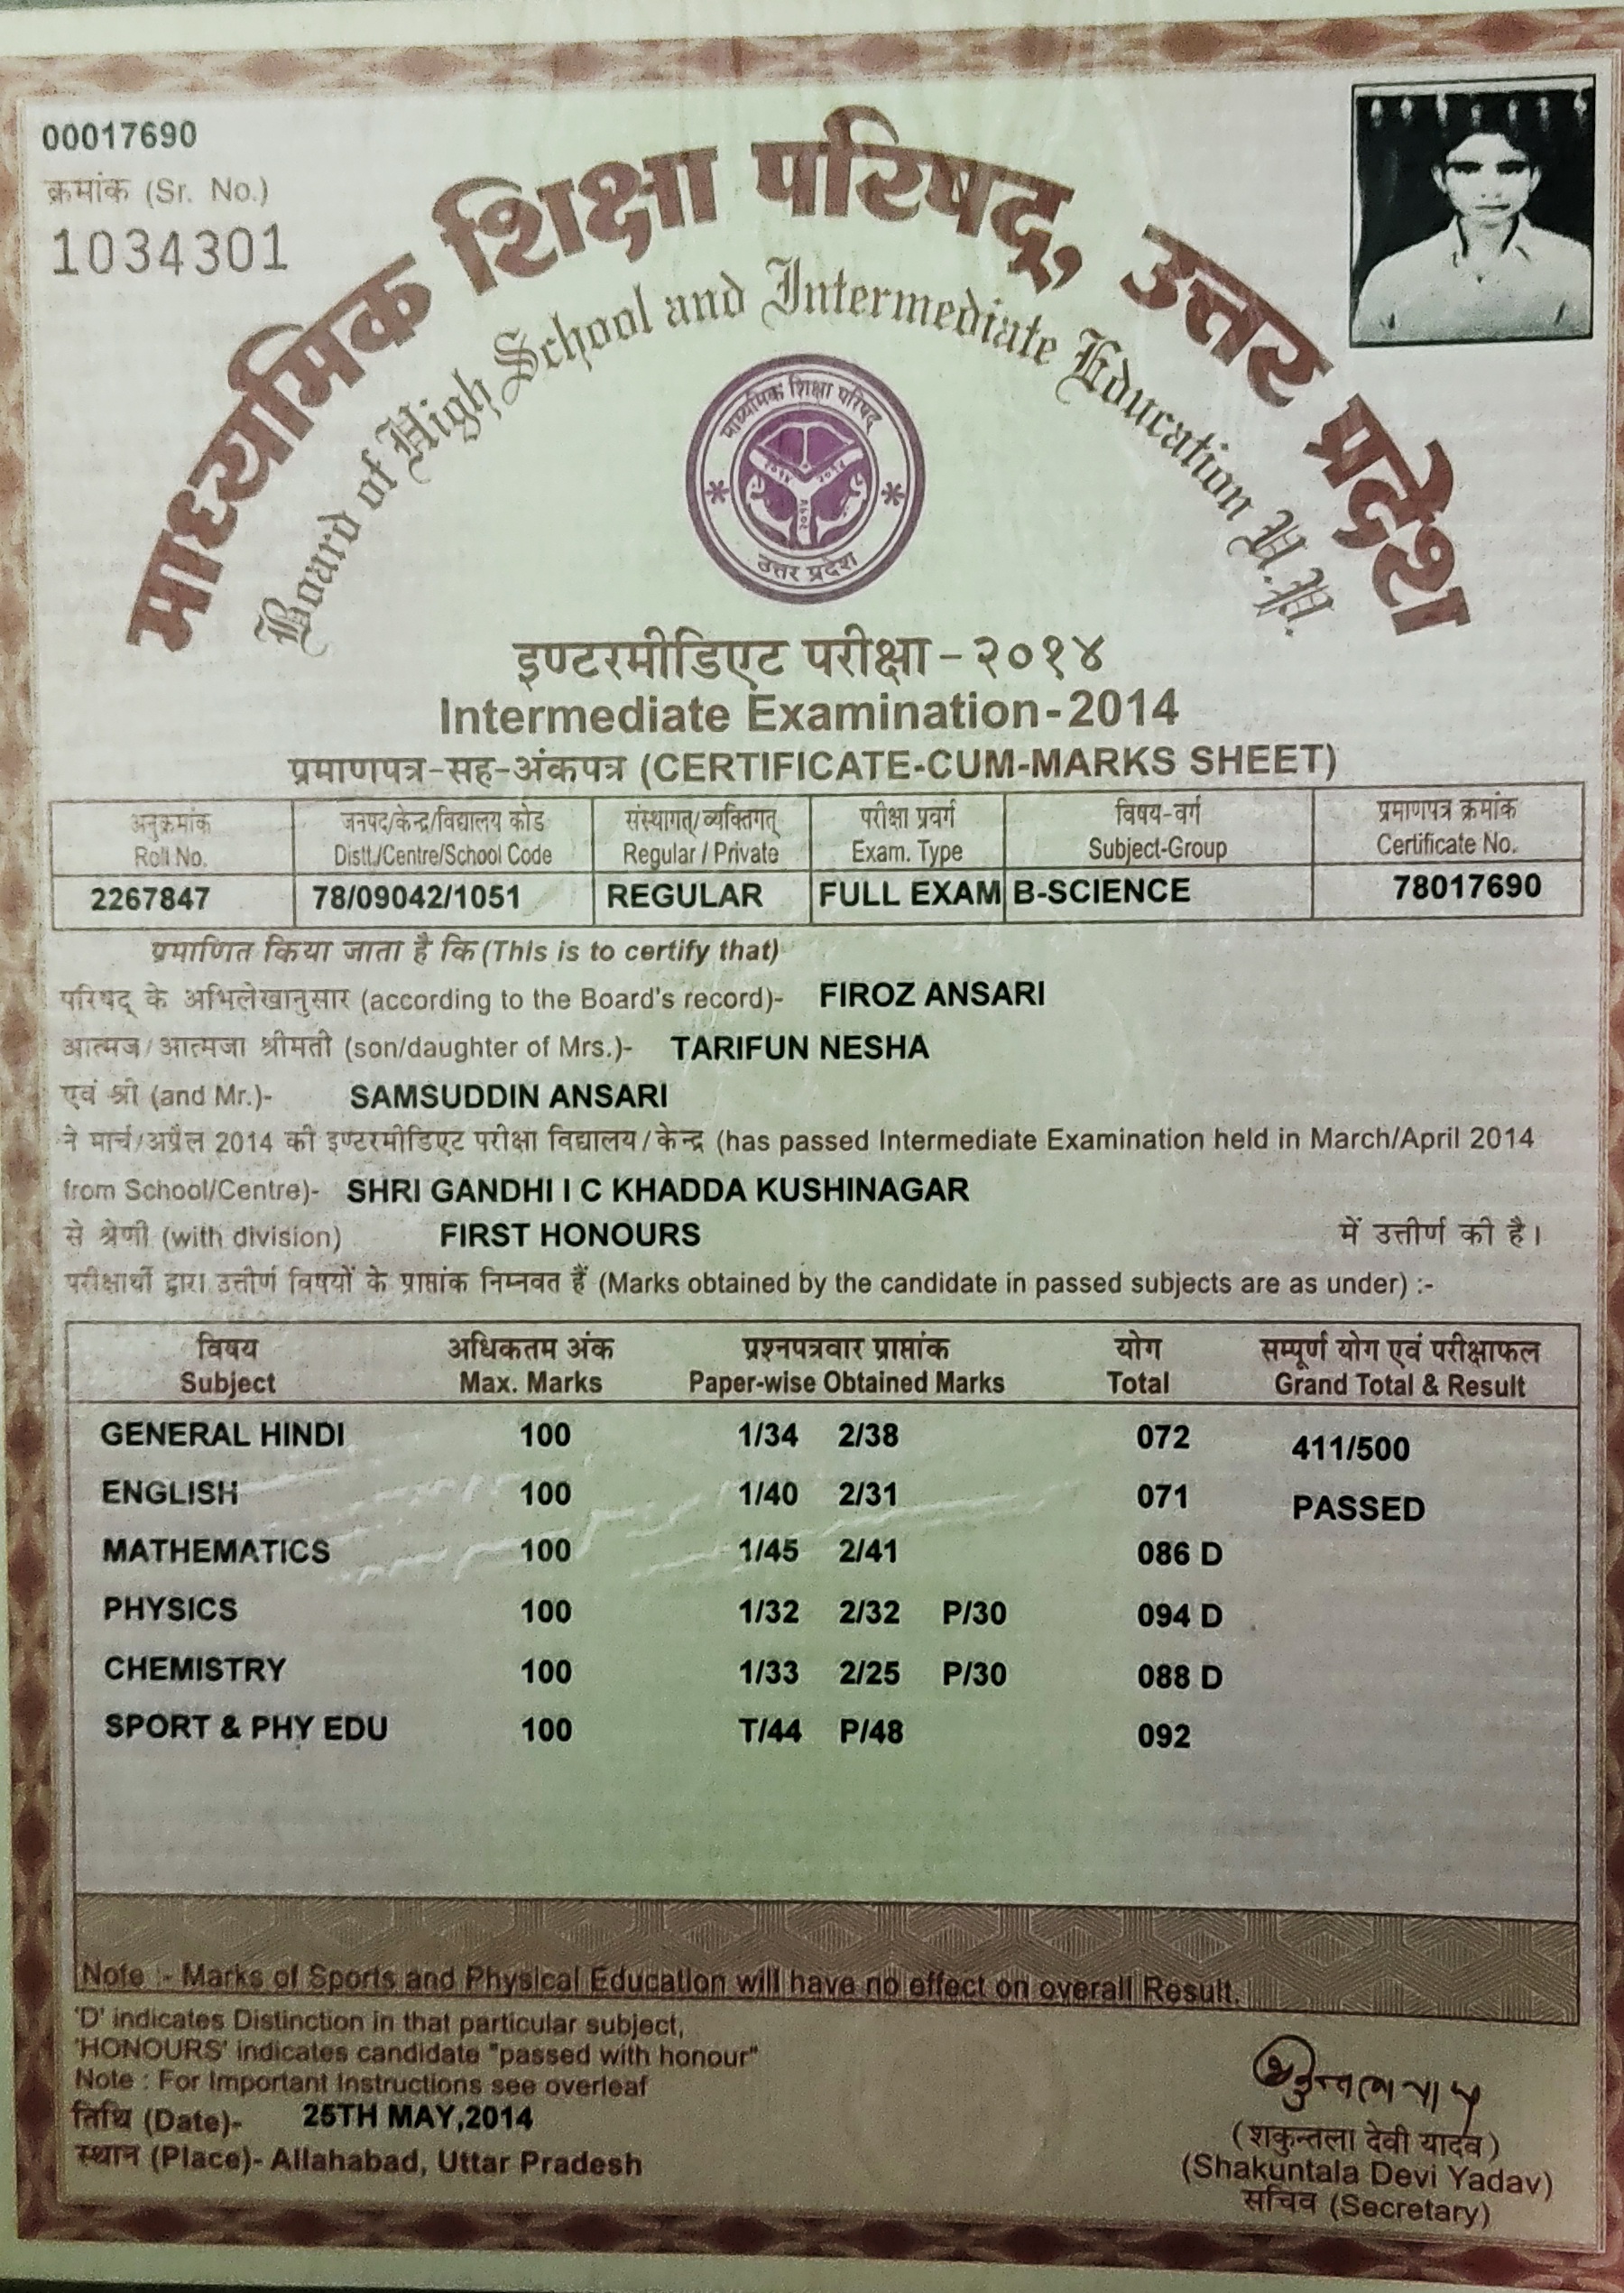 00017690
क्रमांक (Sr. No.)
1034301
माध्यमिक शिक्षा परिषद्, उत्तर प्रदेश
Board of High School and Intermediate Education U.P.
माध्यमिक शिक्षा परिषद्
उत्तर प्रदेश
इण्टरमीडिएट परीक्षा - २०१४
Intermediate Examination - 2014
प्रमाणपत्र-सह-अंकपत्र (CERTIFICATE-CUM-MARKS SHEET)
अनुक्रमांक जनपद/केन्द्र/विद्यालय कोड संस्थागत्/व्यक्तिगत् परीक्षा प्रवर्ग विषय-वर्ग प्रमाणपत्र क्रमांक
Roll No. Distt./Centre/School Code Regular / Private Exam. Type Subject-Group Certificate No.
2267847 78/09042/1051 REGULAR FULL EXAM B-SCIENCE 78017690
प्रमाणित किया जाता है कि (This is to certify that)
परिषद् के अभिलेखानुसार (according to the Board's record)- FIROZ ANSARI
आत्मज/आत्मजा श्रीमती (son/daughter of Mrs.)- TARIFUN NESHA
एवं श्री (and Mr.)- SAMSUDDIN ANSARI
ने मार्च/अप्रैल 2014 की इण्टरमीडिएट परीक्षा विद्यालय/केन्द्र (has passed Intermediate Examination held in March/April 2014
from School/Centre)- SHRI GANDHI I C KHADDA KUSHINAGAR
से श्रेणी (with division) FIRST HONOURS में उत्तीर्ण की है।
परीक्षार्थी द्वारा उत्तीर्ण विषयों के प्राप्तांक निम्नवत हैं (Marks obtained by the candidate in passed subjects are as under) :-
विषय अधिकतम अंक प्रश्नपत्रवार प्राप्तांक योग सम्पूर्ण योग एवं परीक्षाफल
Subject Max. Marks Paper-wise Obtained Marks Total Grand Total & Result
GENERAL HINDI 100 1/34 2/38 072 411/500
ENGLISH 100 1/40 2/31 071 PASSED
MATHEMATICS 100 1/45 2/41 086 D
PHYSICS 100 1/32 2/32 P/30 094 D
CHEMISTRY 100 1/33 2/25 P/30 088 D
SPORT & PHY EDU 100 T/44 P/48 092
Note :- Marks of Sports and Physical Education will have no effect on overall Result.
'D' indicates Distinction in that particular subject,
'HONOURS' indicates candidate "passed with honour"
Note : For Important Instructions see overleaf
तिथि (Date)- 25TH MAY,2014
स्थान (Place)- Allahabad, Uttar Pradesh
(शकुन्तला देवी यादव)
(Shakuntala Devi Yadav)
सचिव (Secretary)